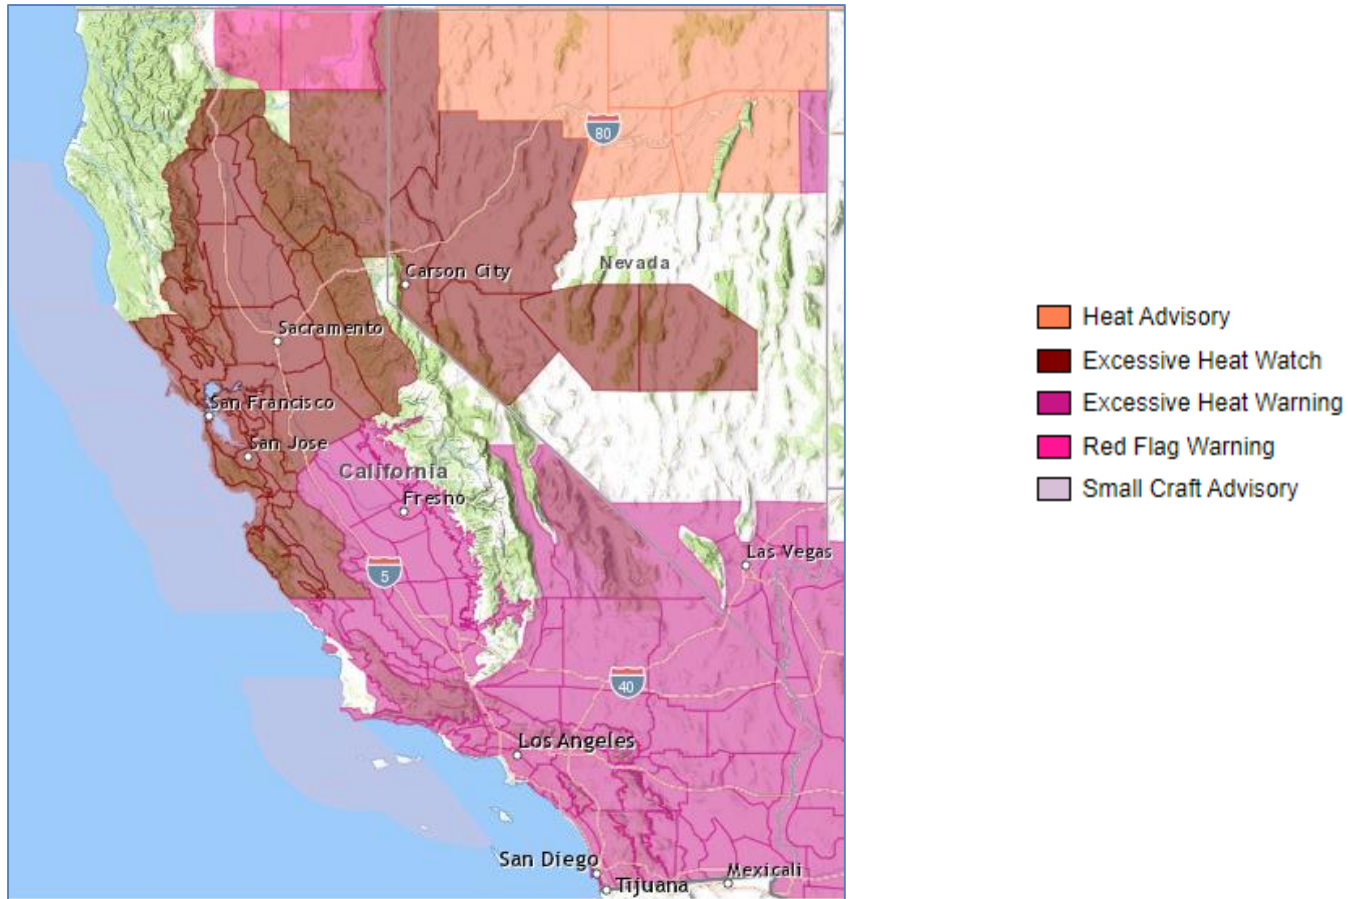 80
Nevada
Carson City
Sacramento
San Francisco
San Jose
California
Fresno
5
Las Vegas
40
Los Angeles
San Diego
Tijuana
Mexicali
Heat Advisory
Excessive Heat Watch
Excessive Heat Warning
Red Flag Warning
Small Craft Advisory